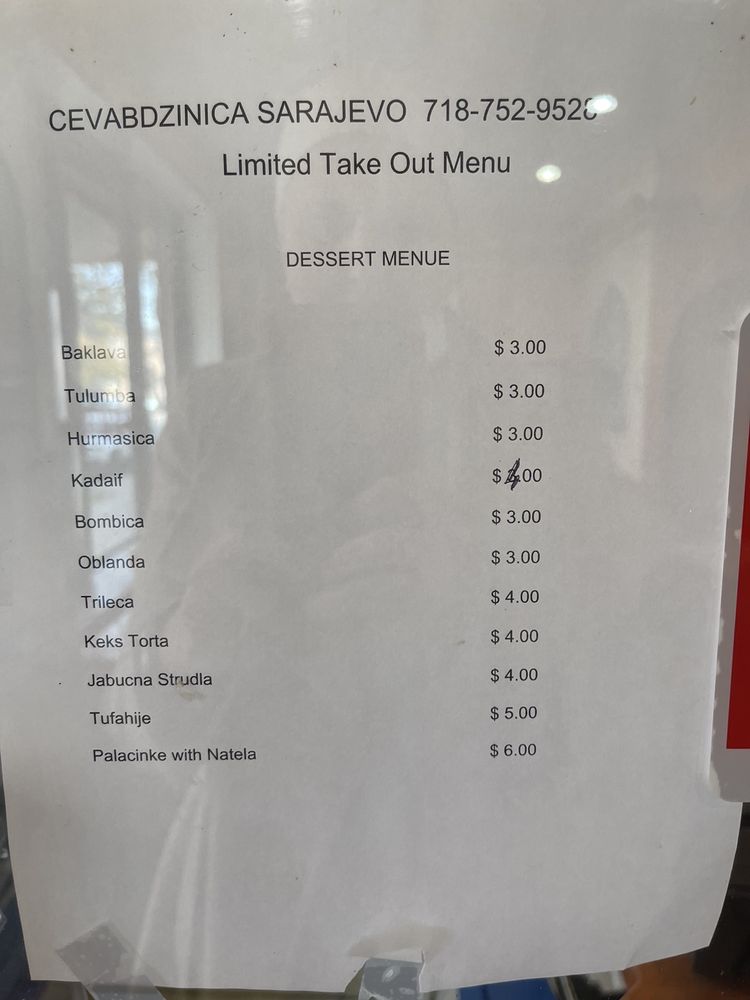 CEVABDZINICA SARAJEVO 718-752-9528
Limited Take Out Menu
DESSERT MENUE
Baklava $ 3.00
Tulumba $ 3.00
Hurmasica $ 3.00
Kadaif $ 4.00
Bombica $ 3.00
Oblanda $ 3.00
Trileca $ 4.00
Keks Torta $ 4.00
Jabucna Strudla $ 4.00
Tufahije $ 5.00
Palacinke with Natela $ 6.00